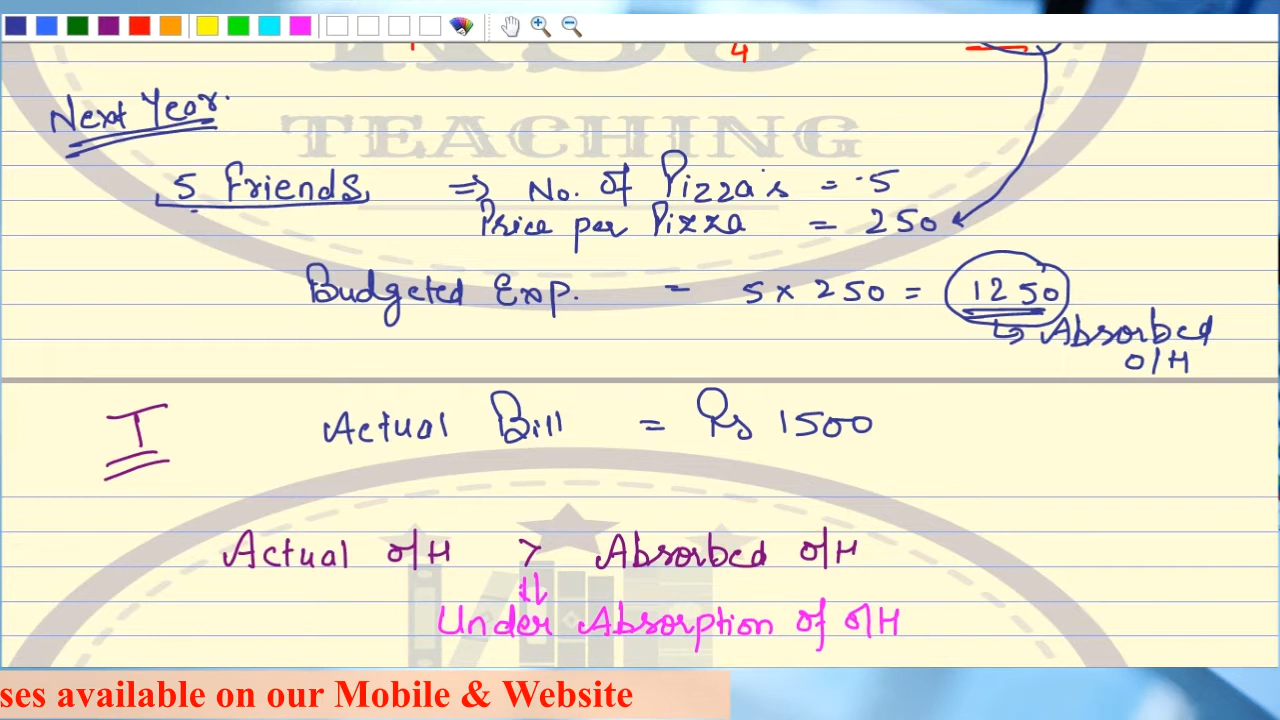 4
TEACHING
Next Year.
5 Friends ⇒ No. of Pizza's = 5
Price per Pizza = 250
Budgeted Exp. = 5 x 250 = 1250
↳ Absorbed
O/H
I Actual Bill = Rs 1500
Actual O/H > Absorbed O/H
⇓
Under Absorption of O/H
ses available on our Mobile & Website